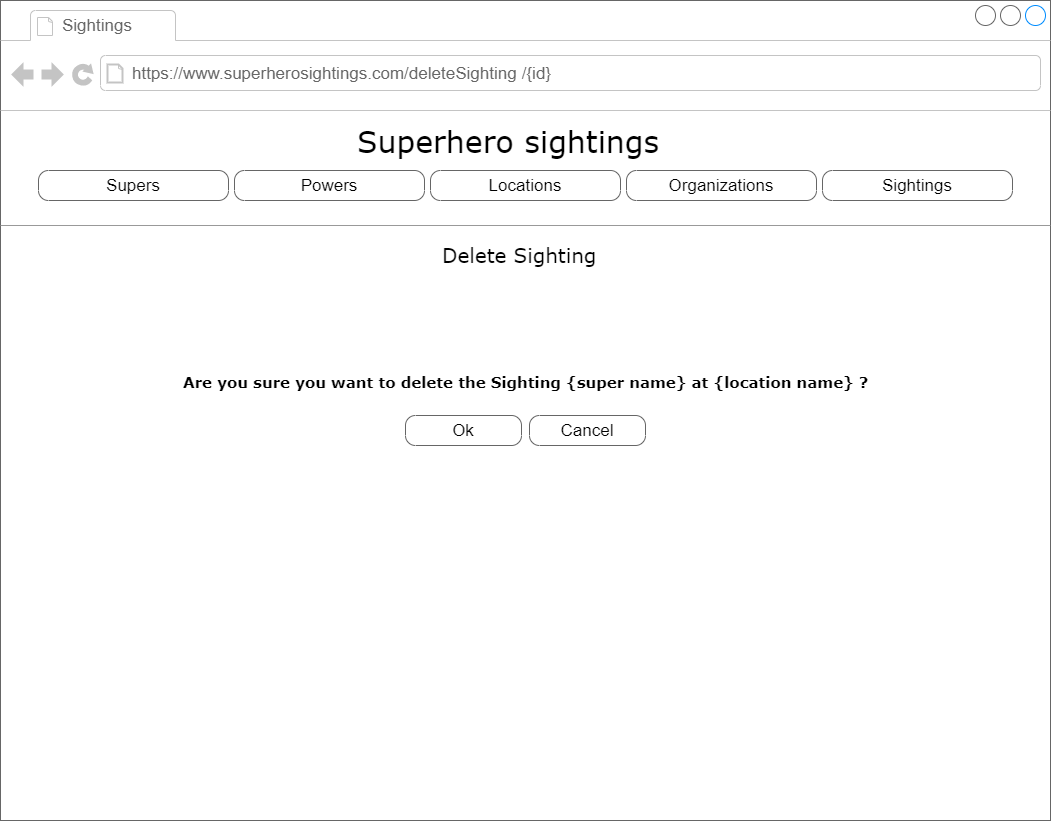 Sightings
https://www.superherosightings.com/deleteSighting /{id}
Superhero sightings
Supers Powers Locations Organizations Sightings
Delete Sighting
Are you sure you want to delete the Sighting {super name} at {location name} ?
Ok Cancel